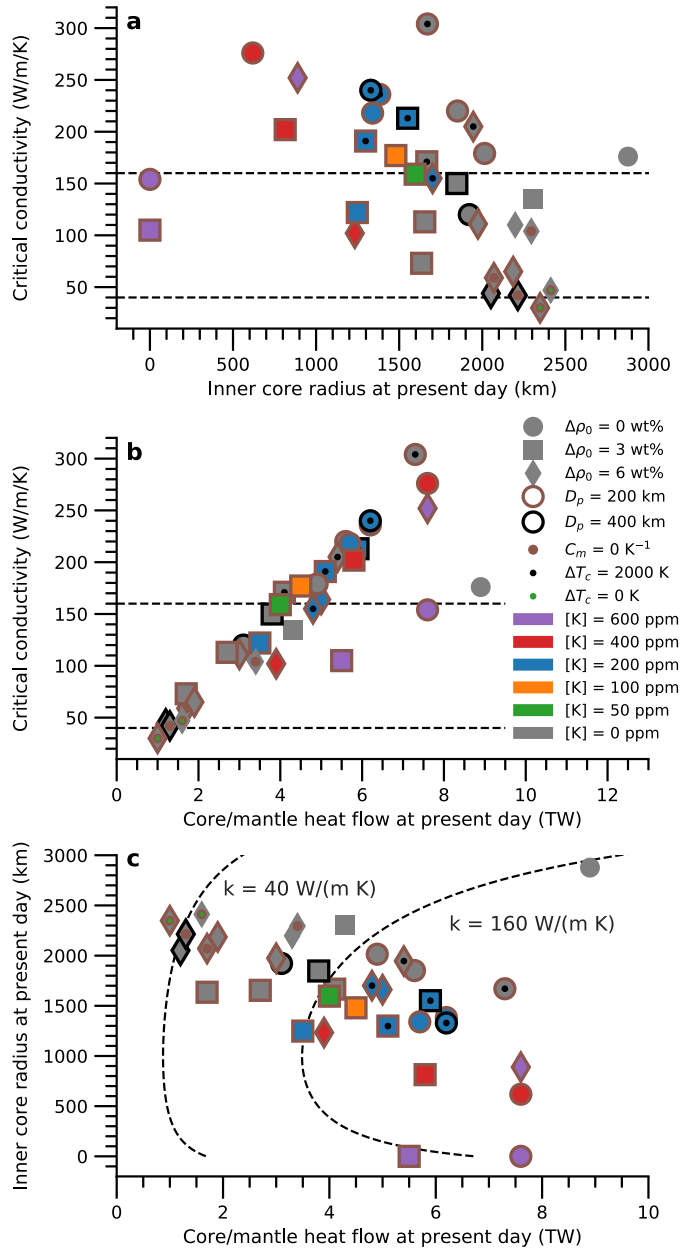 a
300
250
200
150
100
50
Critical conductivity (W/m/K)
0 500 1000 1500 2000 2500 3000
Inner core radius at present day (km)
b
300
250
200
150
100
50
Critical conductivity (W/m/K)
Δρ₀ = 0 wt%
Δρ₀ = 3 wt%
Δρ₀ = 6 wt%
Dₚ = 200 km
Dₚ = 400 km
Cₘ = 0 K⁻¹
ΔT꜀ = 2000 K
ΔT꜀ = 0 K
[K] = 600 ppm
[K] = 400 ppm
[K] = 200 ppm
[K] = 100 ppm
[K] = 50 ppm
[K] = 0 ppm
0 2 4 6 8 10 12
Core/mantle heat flow at present day (TW)
c
3000
2500
2000
1500
1000
500
0
Inner core radius at present day (km)
k = 40 W/(m K)
k = 160 W/(m K)
0 2 4 6 8 10
Core/mantle heat flow at present day (TW)